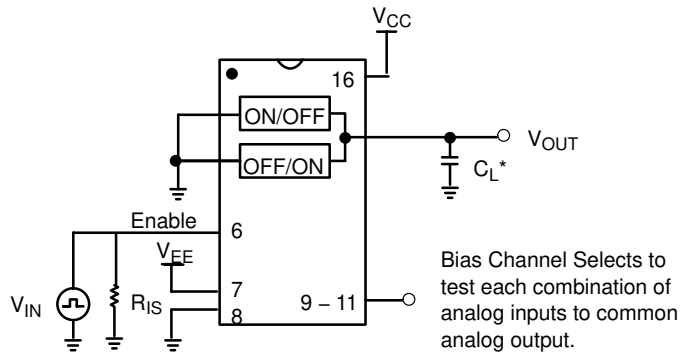 VCC
16
ON/OFF
OFF/ON
VOUT
CL*
Enable
6
VEE
7
VIN
RIS
8
9 – 11
Bias Channel Selects to
test each combination of
analog inputs to common
analog output.